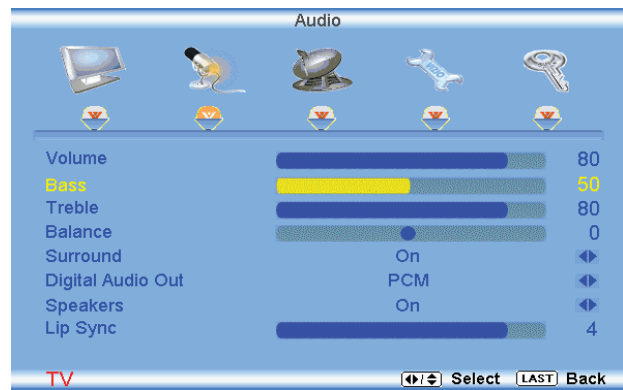 Audio
VIZIO
Volume 80
Bass 50
Treble 80
Balance 0
Surround On
Digital Audio Out PCM
Speakers On
Lip Sync 4
TV Select LAST Back